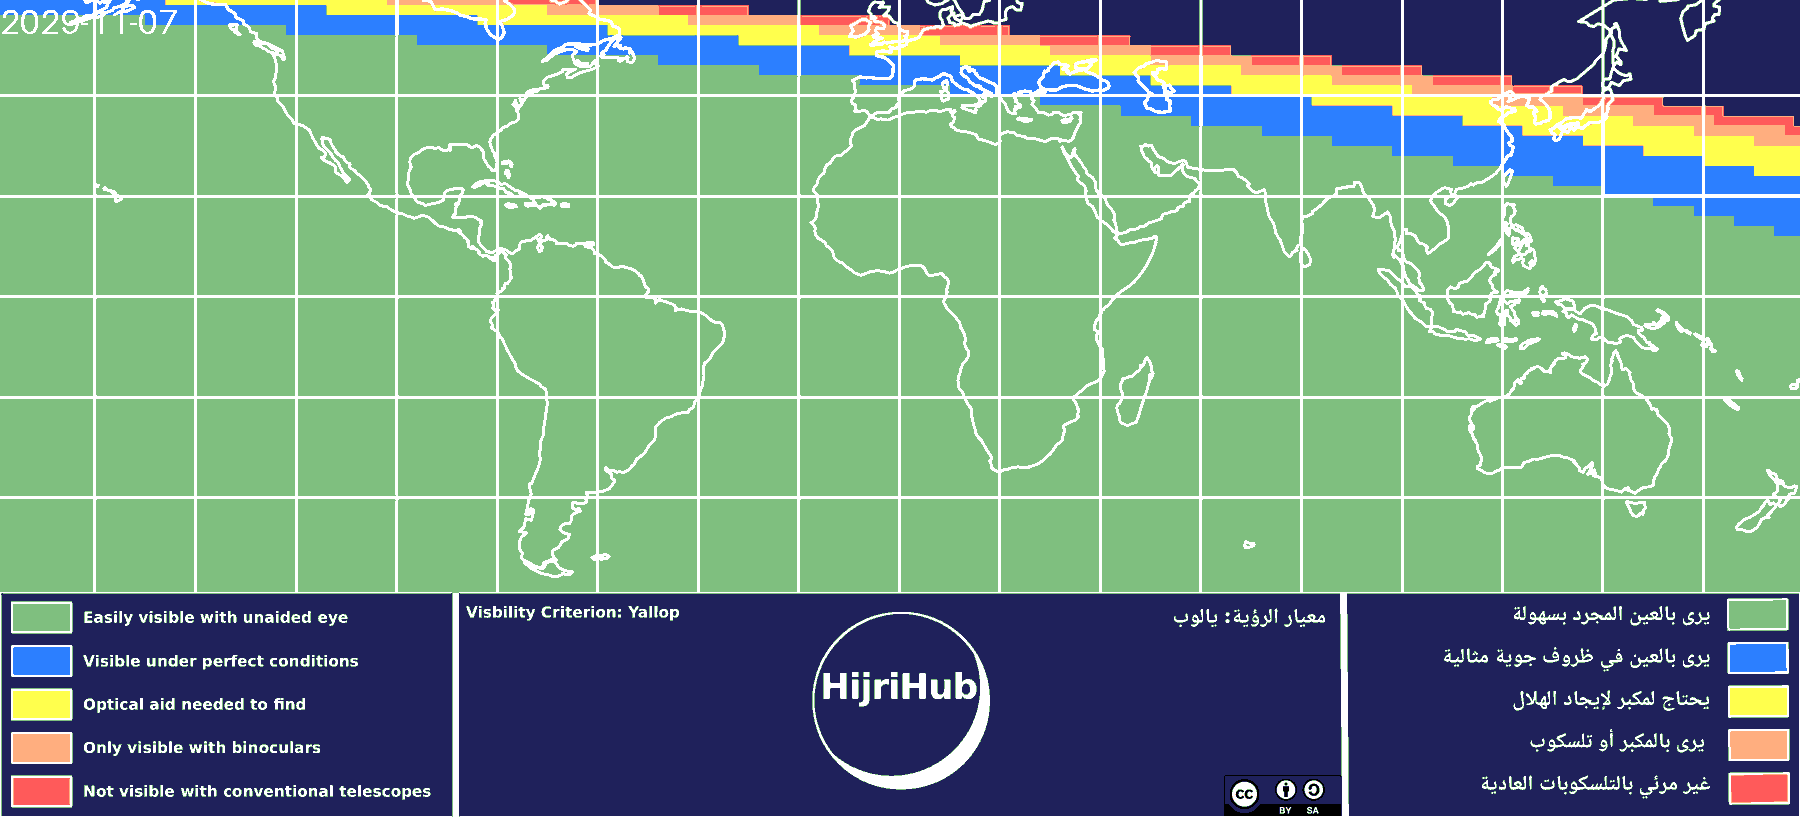 2029-11-07
Easily visible with unaided eye
Visible under perfect conditions
Optical aid needed to find
Only visible with binoculars
Not visible with conventional telescopes
Visbility Criterion: Yallop
معيار الرؤية: يالوب
HijriHub
cc
BY SA
يرى بالعين المجرد بسهولة
يرى بالعين في ظروف جوية مثالية
يحتاج لمكبر لإيجاد الهلال
يرى بالمكبر أو تلسكوب
غير مرئي بالتلسكوبات العادية